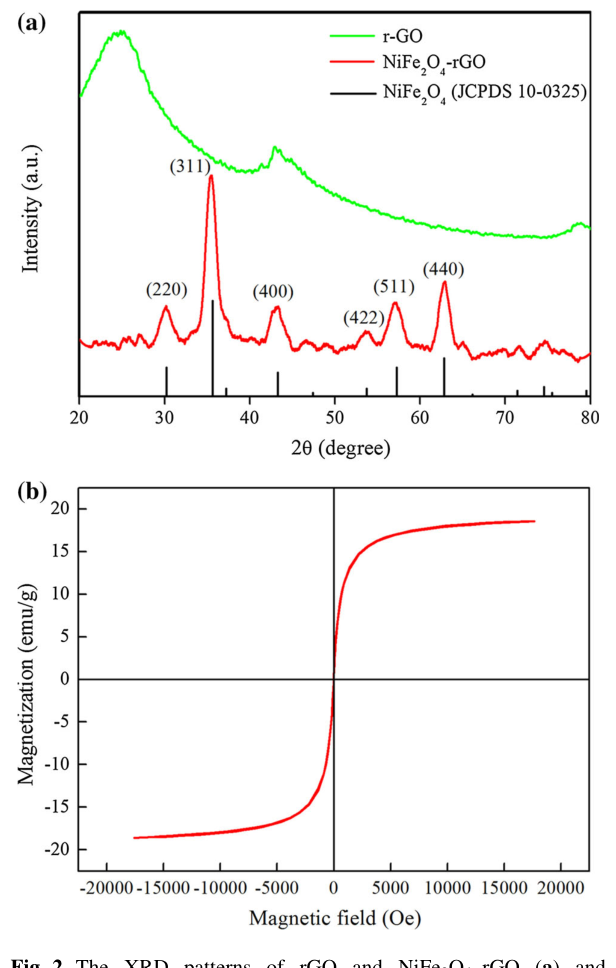 (a)
r-GO
NiFe2O4-rGO
NiFe2O4 (JCPDS 10-0325)
(311)
(220)
(400)
(422)
(511)
(440)
Intensity (a.u.)
20 30 40 50 60 70 80
2θ (degree)
(b)
20
15
10
5
0
-5
-10
-15
-20
Magnetization (emu/g)
-20000 -15000 -10000 -5000 0 5000 10000 15000 20000
Magnetic field (Oe)
Fig. 2 The XRD patterns of rGO and NiFe2O4-rGO (a) and